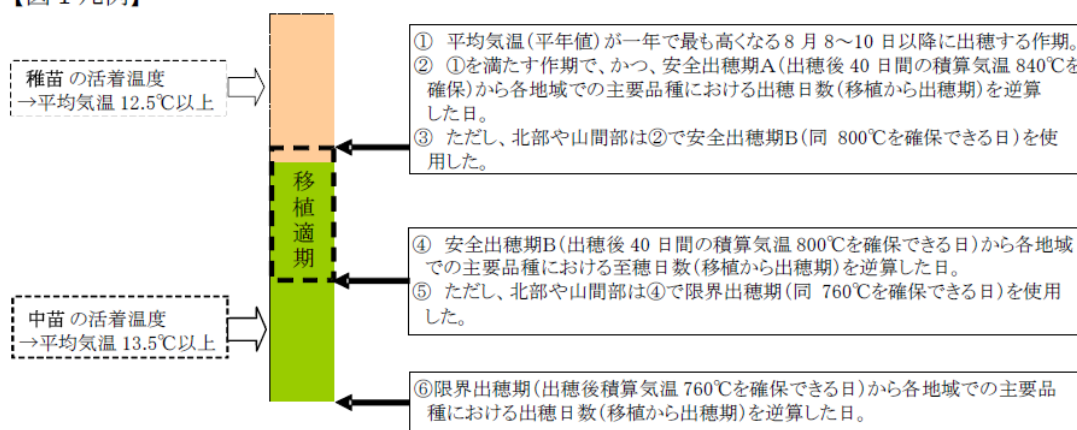 稚苗の活着温度
→平均気温 12.5℃以上
移植適期
中苗の活着温度
→平均気温 13.5℃以上
① 平均気温(平年値)が一年で最も高くなる 8 月 8～10 日以降に出穂する作期。
② ①を満たす作期で、かつ、安全出穂期A(出穂後 40 日間の積算気温 840℃を
確保)から各地域での主要品種における出穂日数(移植から出穂期)を逆算
した日。
③ ただし、北部や山間部は②で安全出穂期B(同 800℃を確保できる日)を使
用した。
④ 安全出穂期B(出穂後 40 日間の積算気温 800℃を確保できる日)から各地域
での主要品種における至穂日数(移植から出穂期)を逆算した日。
⑤ ただし、北部や山間部は④で限界出穂期(同 760℃を確保できる日)を使用
した。
⑥限界出穂期(出穂後積算気温 760℃を確保できる日)から各地域での主要品
種における出穂日数(移植から出穂期)を逆算した日。